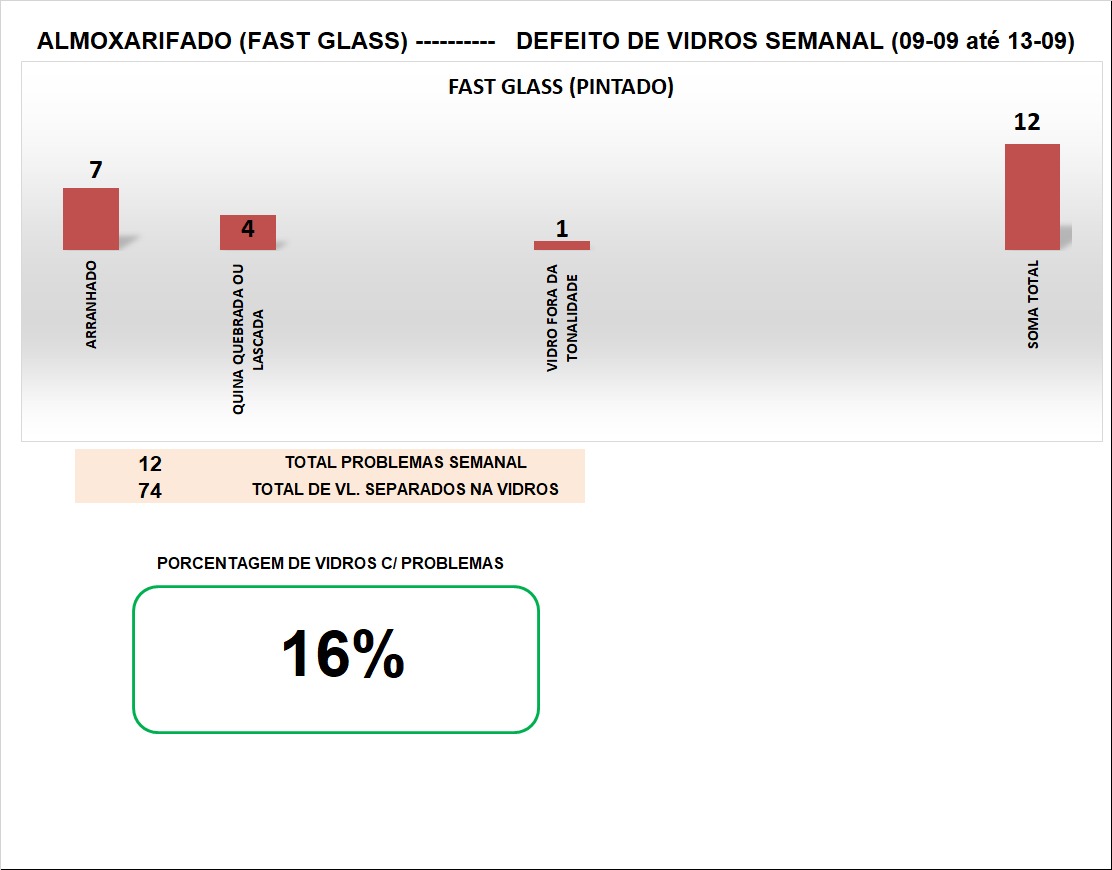 ALMOXARIFADO (FAST GLASS) ---------- DEFEITO DE VIDROS SEMANAL (09-09 até 13-09)
FAST GLASS (PINTADO)
7
4
1
12
ARRANHADO
QUINA QUEBRADA OU
LASCADA
VIDRO FORA DA
TONALIDADE
SOMA TOTAL
12 TOTAL PROBLEMAS SEMANAL
74 TOTAL DE VL. SEPARADOS NA VIDROS
PORCENTAGEM DE VIDROS C/ PROBLEMAS
16%